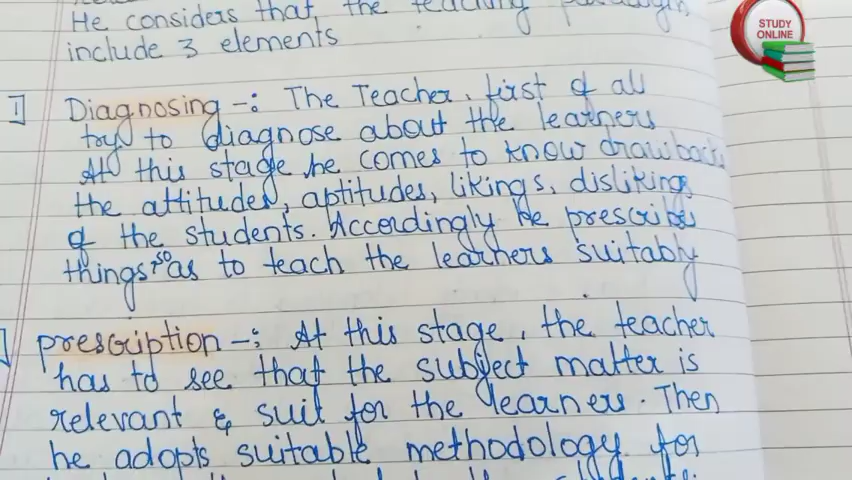 He considers that the teaching
include 3 elements
STUDY
ONLINE
1] Diagnosing -: The Teacher, first of all
try to diagnose about the learners
At this stage he comes to know drawback
the attitudes, aptitudes, likings, dislikings
of the students. Accordingly he prescribes
things so as to teach the learners suitably
] prescription -: At this stage, the teacher
has to see that the subject matter is
relevant & suit for the learners. Then
he adopts suitable methodology for